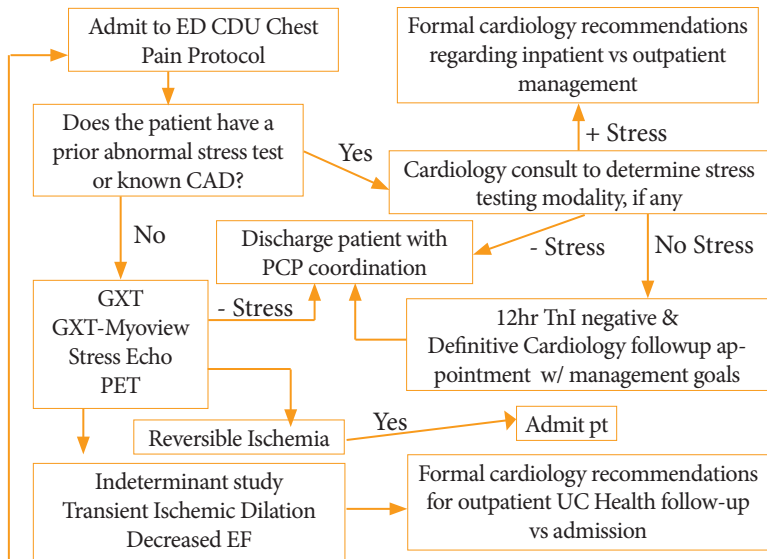 Admit to ED CDU Chest
Pain Protocol
Formal cardiology recommendations
regarding inpatient vs outpatient
management
Does the patient have a
prior abnormal stress test
or known CAD?
Yes
+ Stress
Cardiology consult to determine stress
testing modality, if any
No
Discharge patient with
PCP coordination
- Stress
No Stress
GXT
GXT-Myoview
Stress Echo
PET
- Stress
12hr TnI negative &
Definitive Cardiology followup ap-
pointment w/ management goals
Reversible Ischemia
Yes
Admit pt
Indeterminant study
Transient Ischemic Dilation
Decreased EF
Formal cardiology recommendations
for outpatient UC Health follow-up
vs admission